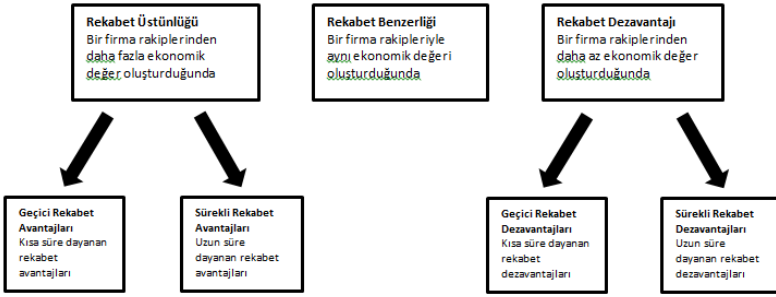 Rekabet Üstünlüğü
Bir firma rakiplerinden
daha fazla ekonomik
değer oluşturduğunda
Rekabet Benzerliği
Bir firma rakipleriyle
aynı ekonomik değeri
oluşturduğunda
Rekabet Dezavantajı
Bir firma rakiplerinden
daha az ekonomik değer
oluşturduğunda
Geçici Rekabet
Avantajları
Kısa süre dayanan
rekabet
avantajları
Sürekli Rekabet
Avantajları
Uzun süre
dayanan rekabet
avantajları
Geçici Rekabet
Dezavantajları
Kısa süre dayanan
rekabet
dezavantajları
Sürekli Rekabet
Dezavantajları
Uzun süre
dayanan rekabet
dezavantajları